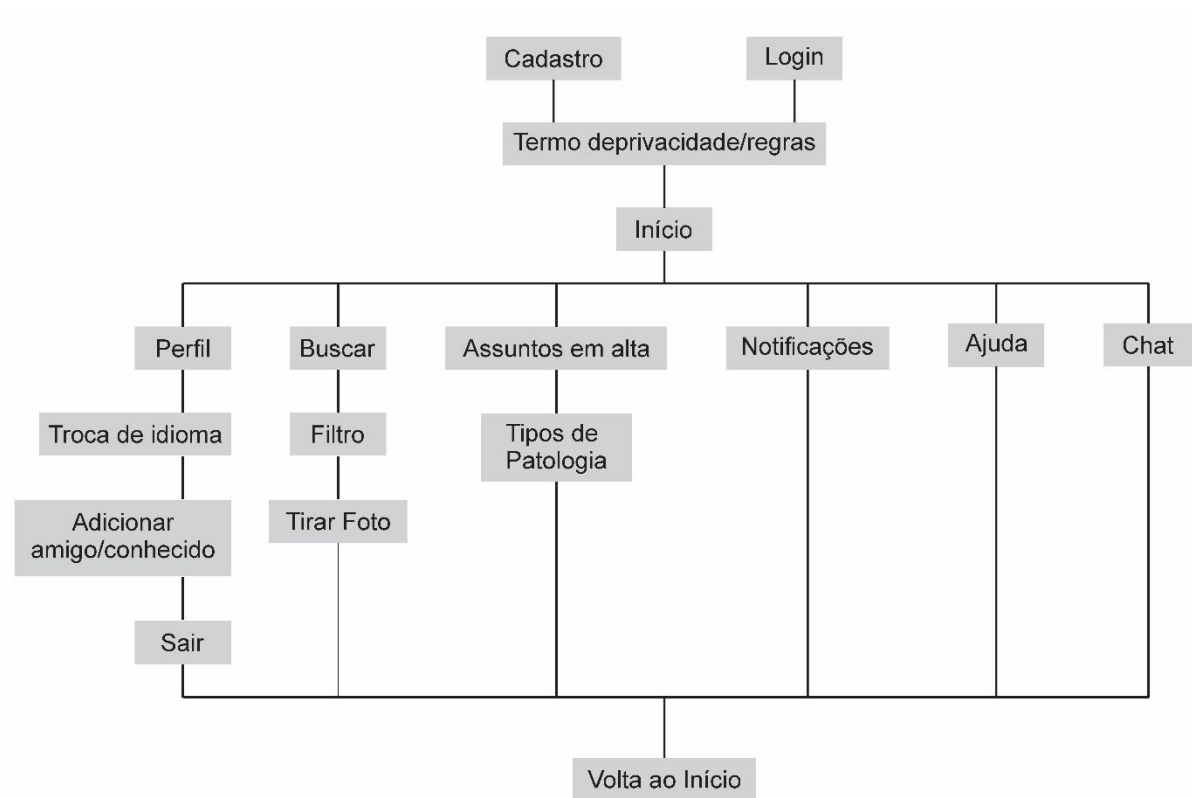 Cadastro
Login
Termo deprivacidade/regras
Início
Perfil
Buscar
Assuntos em alta
Notificações
Ajuda
Chat
Troca de idioma
Filtro
Tipos de
Patologia
Adicionar
amigo/conhecido
Tirar Foto
Sair
Volta ao Início